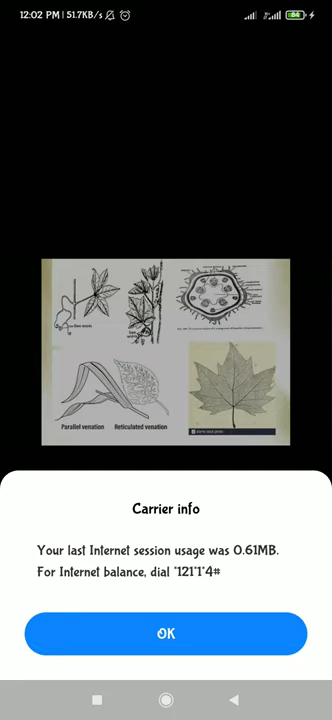 12:02 PM | 51.7KB/s
84
Parallel venation
Reticulated venation
Carrier info
Your last Internet session usage was 0.61MB.
For Internet balance, dial *121*1*4#
OK